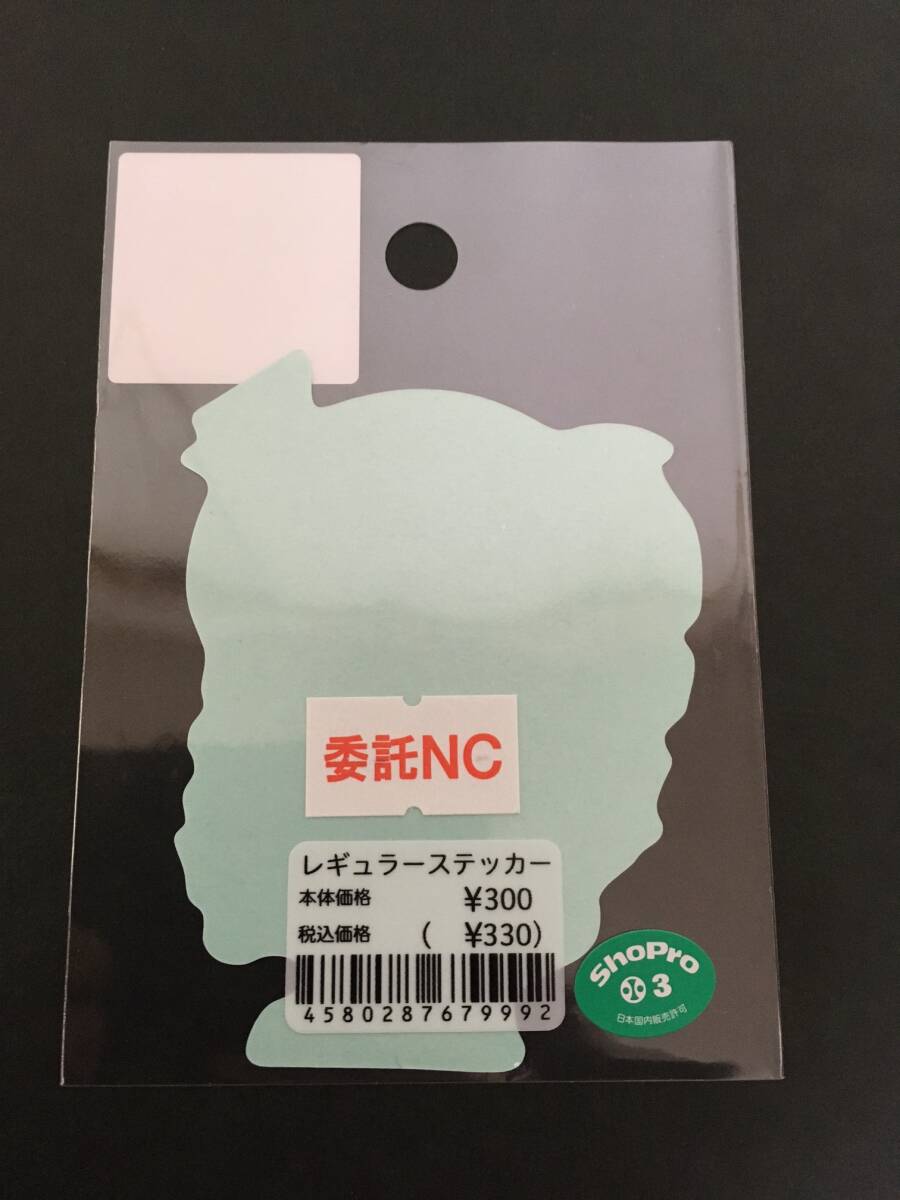 委託NC
レギュラーステッカー
本体価格 ¥300
税込価格 ( ¥330)
4580287679992
ShoPro
3
日本国内販売許可